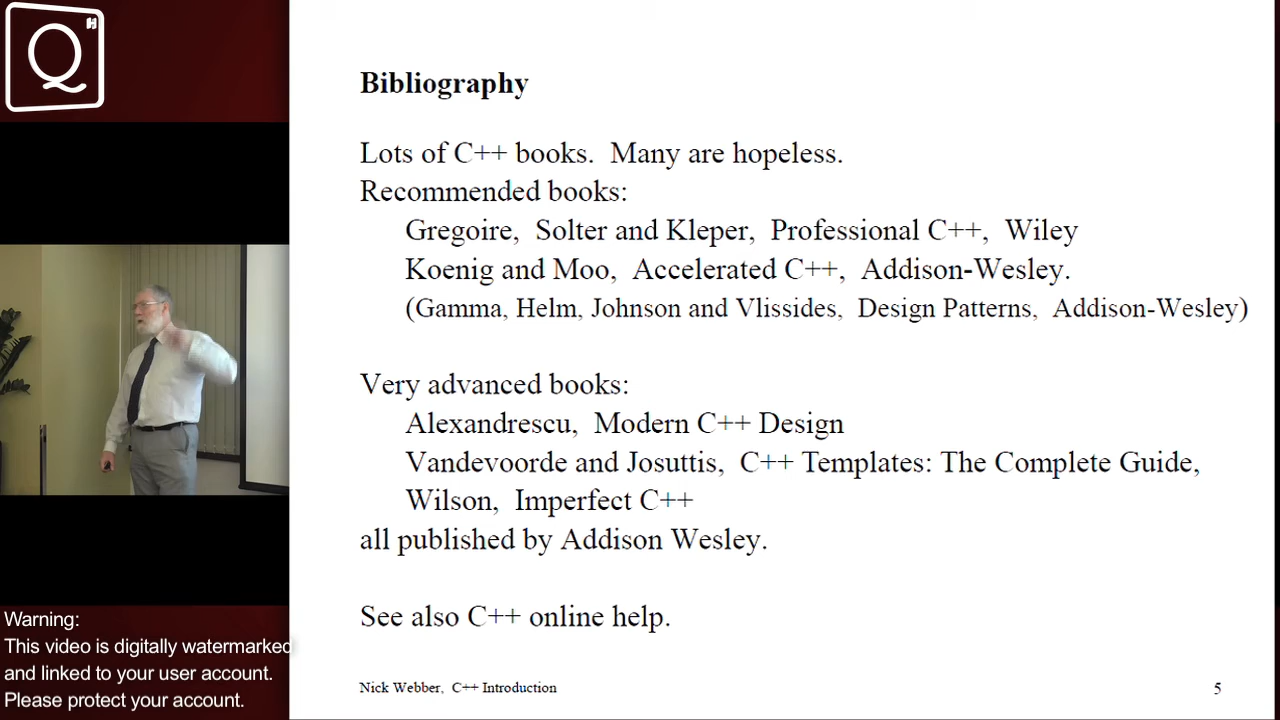 Q
Bibliography
Lots of C++ books. Many are hopeless.
Recommended books:
Gregoire, Solter and Kleper, Professional C++, Wiley
Koenig and Moo, Accelerated C++, Addison-Wesley.
(Gamma, Helm, Johnson and Vlissides, Design Patterns, Addison-Wesley)
Very advanced books:
Alexandrescu, Modern C++ Design
Vandevoorde and Josuttis, C++ Templates: The Complete Guide,
Wilson, Imperfect C++
all published by Addison Wesley.
See also C++ online help.
Nick Webber, C++ Introduction
5
Warning:
This video is digitally watermarked
and linked to your user account.
Please protect your account.